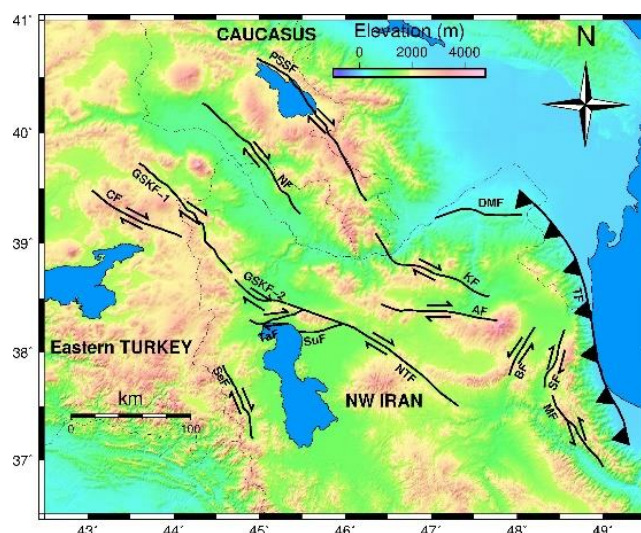 41°
CAUCASUS
Elevation (m)
0 2000 4000
N
PSSF
40°
NF
GSKF-1
CF
39°
DMF
KF
TF
GSKF-2
AF
38°
Eastern TURKEY
TaF
SuF
BF
SF
NTF
SeF
km
0 100
NW IRAN
MF
37°
43° 44° 45° 46° 47° 48° 49°